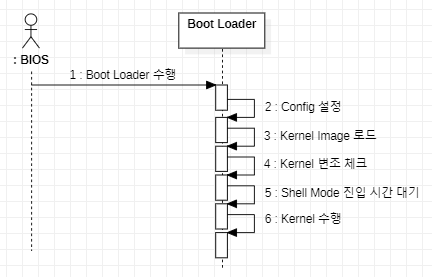 Boot Loader
: BIOS
1 : Boot Loader 수행
2 : Config 설정
3 : Kernel Image 로드
4 : Kernel 변조 체크
5 : Shell Mode 진입 시간 대기
6 : Kernel 수행